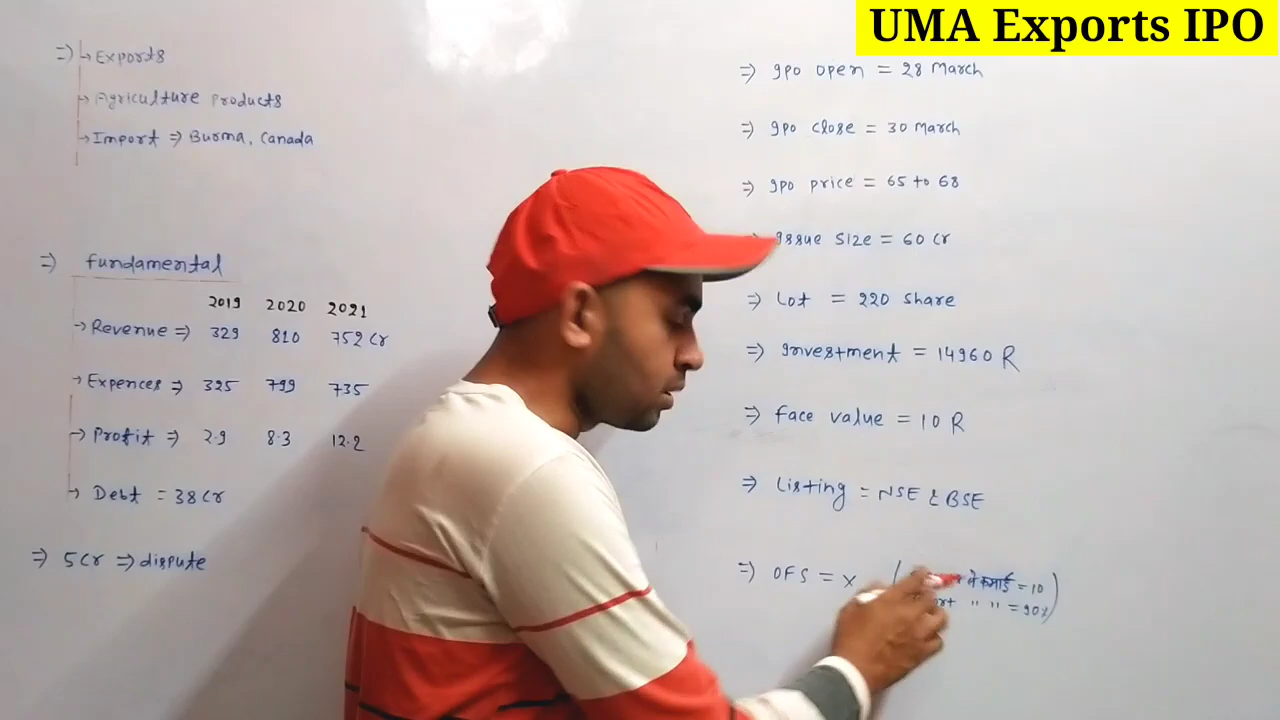 UMA Exports IPO
=> Exports
→ Agriculture products
→ Import => Burma, Canada
=> fundamental
2019 2020 2021
→ Revenue => 329 810 752 Cr
→ Expences => 325 799 735
→ Profit => 2.9 8.3 12.2
→ Debt = 38 Cr
=> 5 Cr => dispute
=> Ipo open = 28 March
=> Ipo close = 30 March
=> Ipo price = 65 to 68
Issue size = 60 Cr
=> Lot = 220 share
=> Investment = 14960 R
=> Face value = 10 R
=> Listing = NSE & BSE
=> OFS = X
से कमाई = 10
" " = 90%